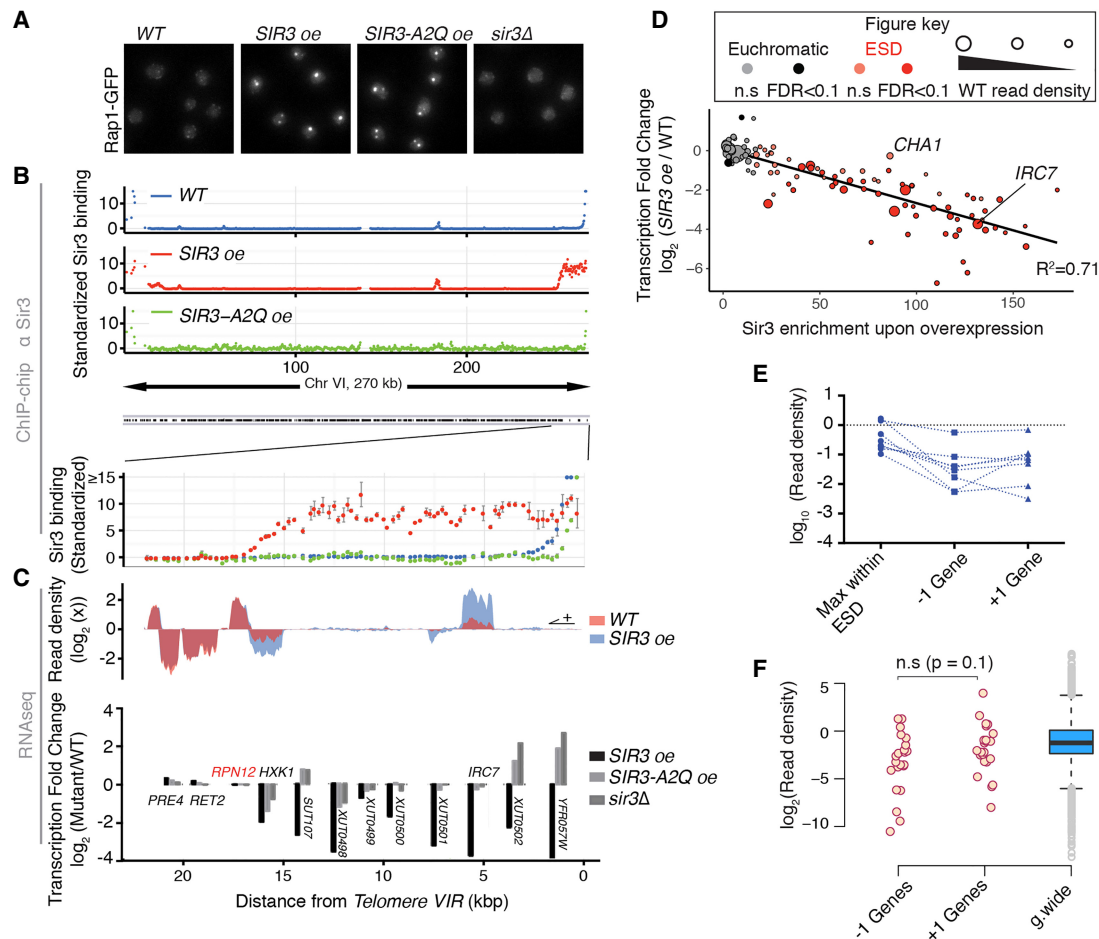 A
WT
SIR3 oe
SIR3-A2Q oe
sir3Δ
Rap1-GFP
B
ChIP-chip α Sir3
Standardized Sir3 binding
10
0
WT
10
0
SIR3 oe
10
0
SIR3–A2Q oe
100
200
Chr VI, 270 kb)
Sir3 binding
(Standardized)
≥15
10
5
0
C
RNAseq
Read density
(log2 (x)
2
0
-2
+
WT
SIR3 oe
Transcription Fold Change
log2 (Mutant/WT)
4
2
0
-2
-4
PRE4
RET2
RPN12
HXK1
SUT107
XUT0498
XUT0499
XUT0500
XUT0501
IRC7
XUT0502
YFR057W
SIR3 oe
SIR3-A2Q oe
sir3Δ
20
15
10
5
0
Distance from Telomere VIR (kbp)
D
Figure key
Euchromatic
ESD
n.s FDR<0.1 n.s FDR<0.1 WT read density
Transcription Fold Change
log2 (SIR3 oe / WT)
0
−2
−4
−6
CHA1
IRC7
R2=0.71
0
50
100
150
Sir3 enrichment upon overexpression
E
log10 (Read density)
1
0
-1
-2
-3
-4
Max within
ESD
-1 Gene
+1 Gene
F
n.s (p = 0.1)
log2(Read density)
5
0
−5
−10
-1 Genes
+1 Genes
g.wide